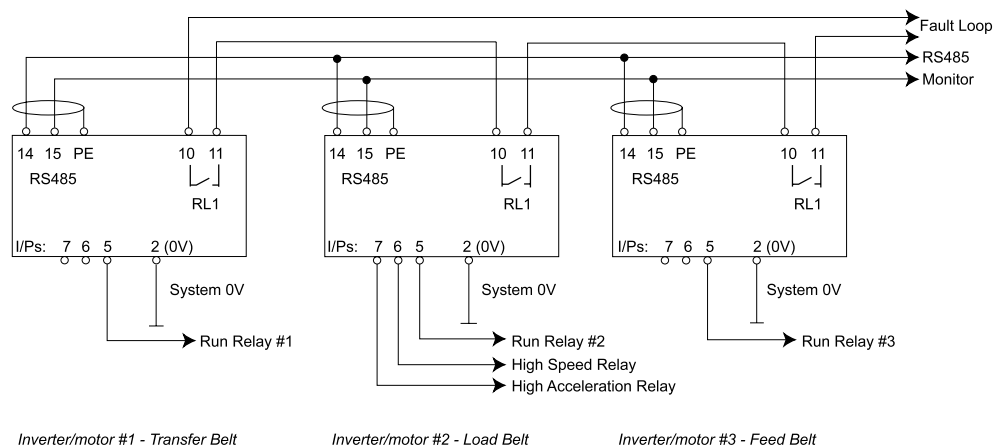 Fault Loop
RS485
Monitor
14 15 PE 10 11
RS485
RL1
I/Ps: 7 6 5 2 (0V)
System 0V
Run Relay #1
14 15 PE 10 11
RS485
RL1
I/Ps: 7 6 5 2 (0V)
System 0V
Run Relay #2
High Speed Relay
High Acceleration Relay
14 15 PE 10 11
RS485
RL1
I/Ps: 7 6 5 2 (0V)
System 0V
Run Relay #3
Inverter/motor #1 - Transfer Belt
Inverter/motor #2 - Load Belt
Inverter/motor #3 - Feed Belt